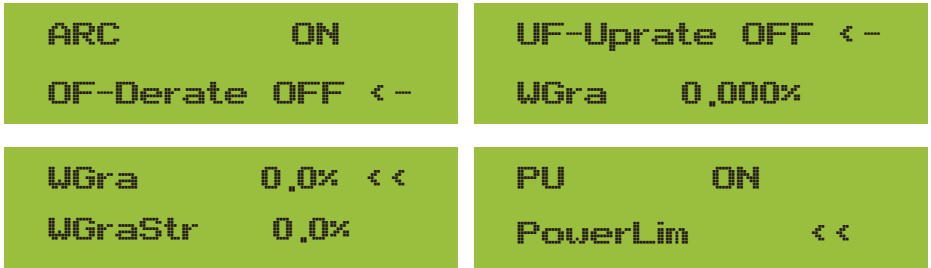 ARC ON
OF-Derate OFF <-
UF-Uprate OFF <-
WGra 0.000%
WGra 0.0% <<
WGraStr 0.0%
PU ON
PowerLim <<